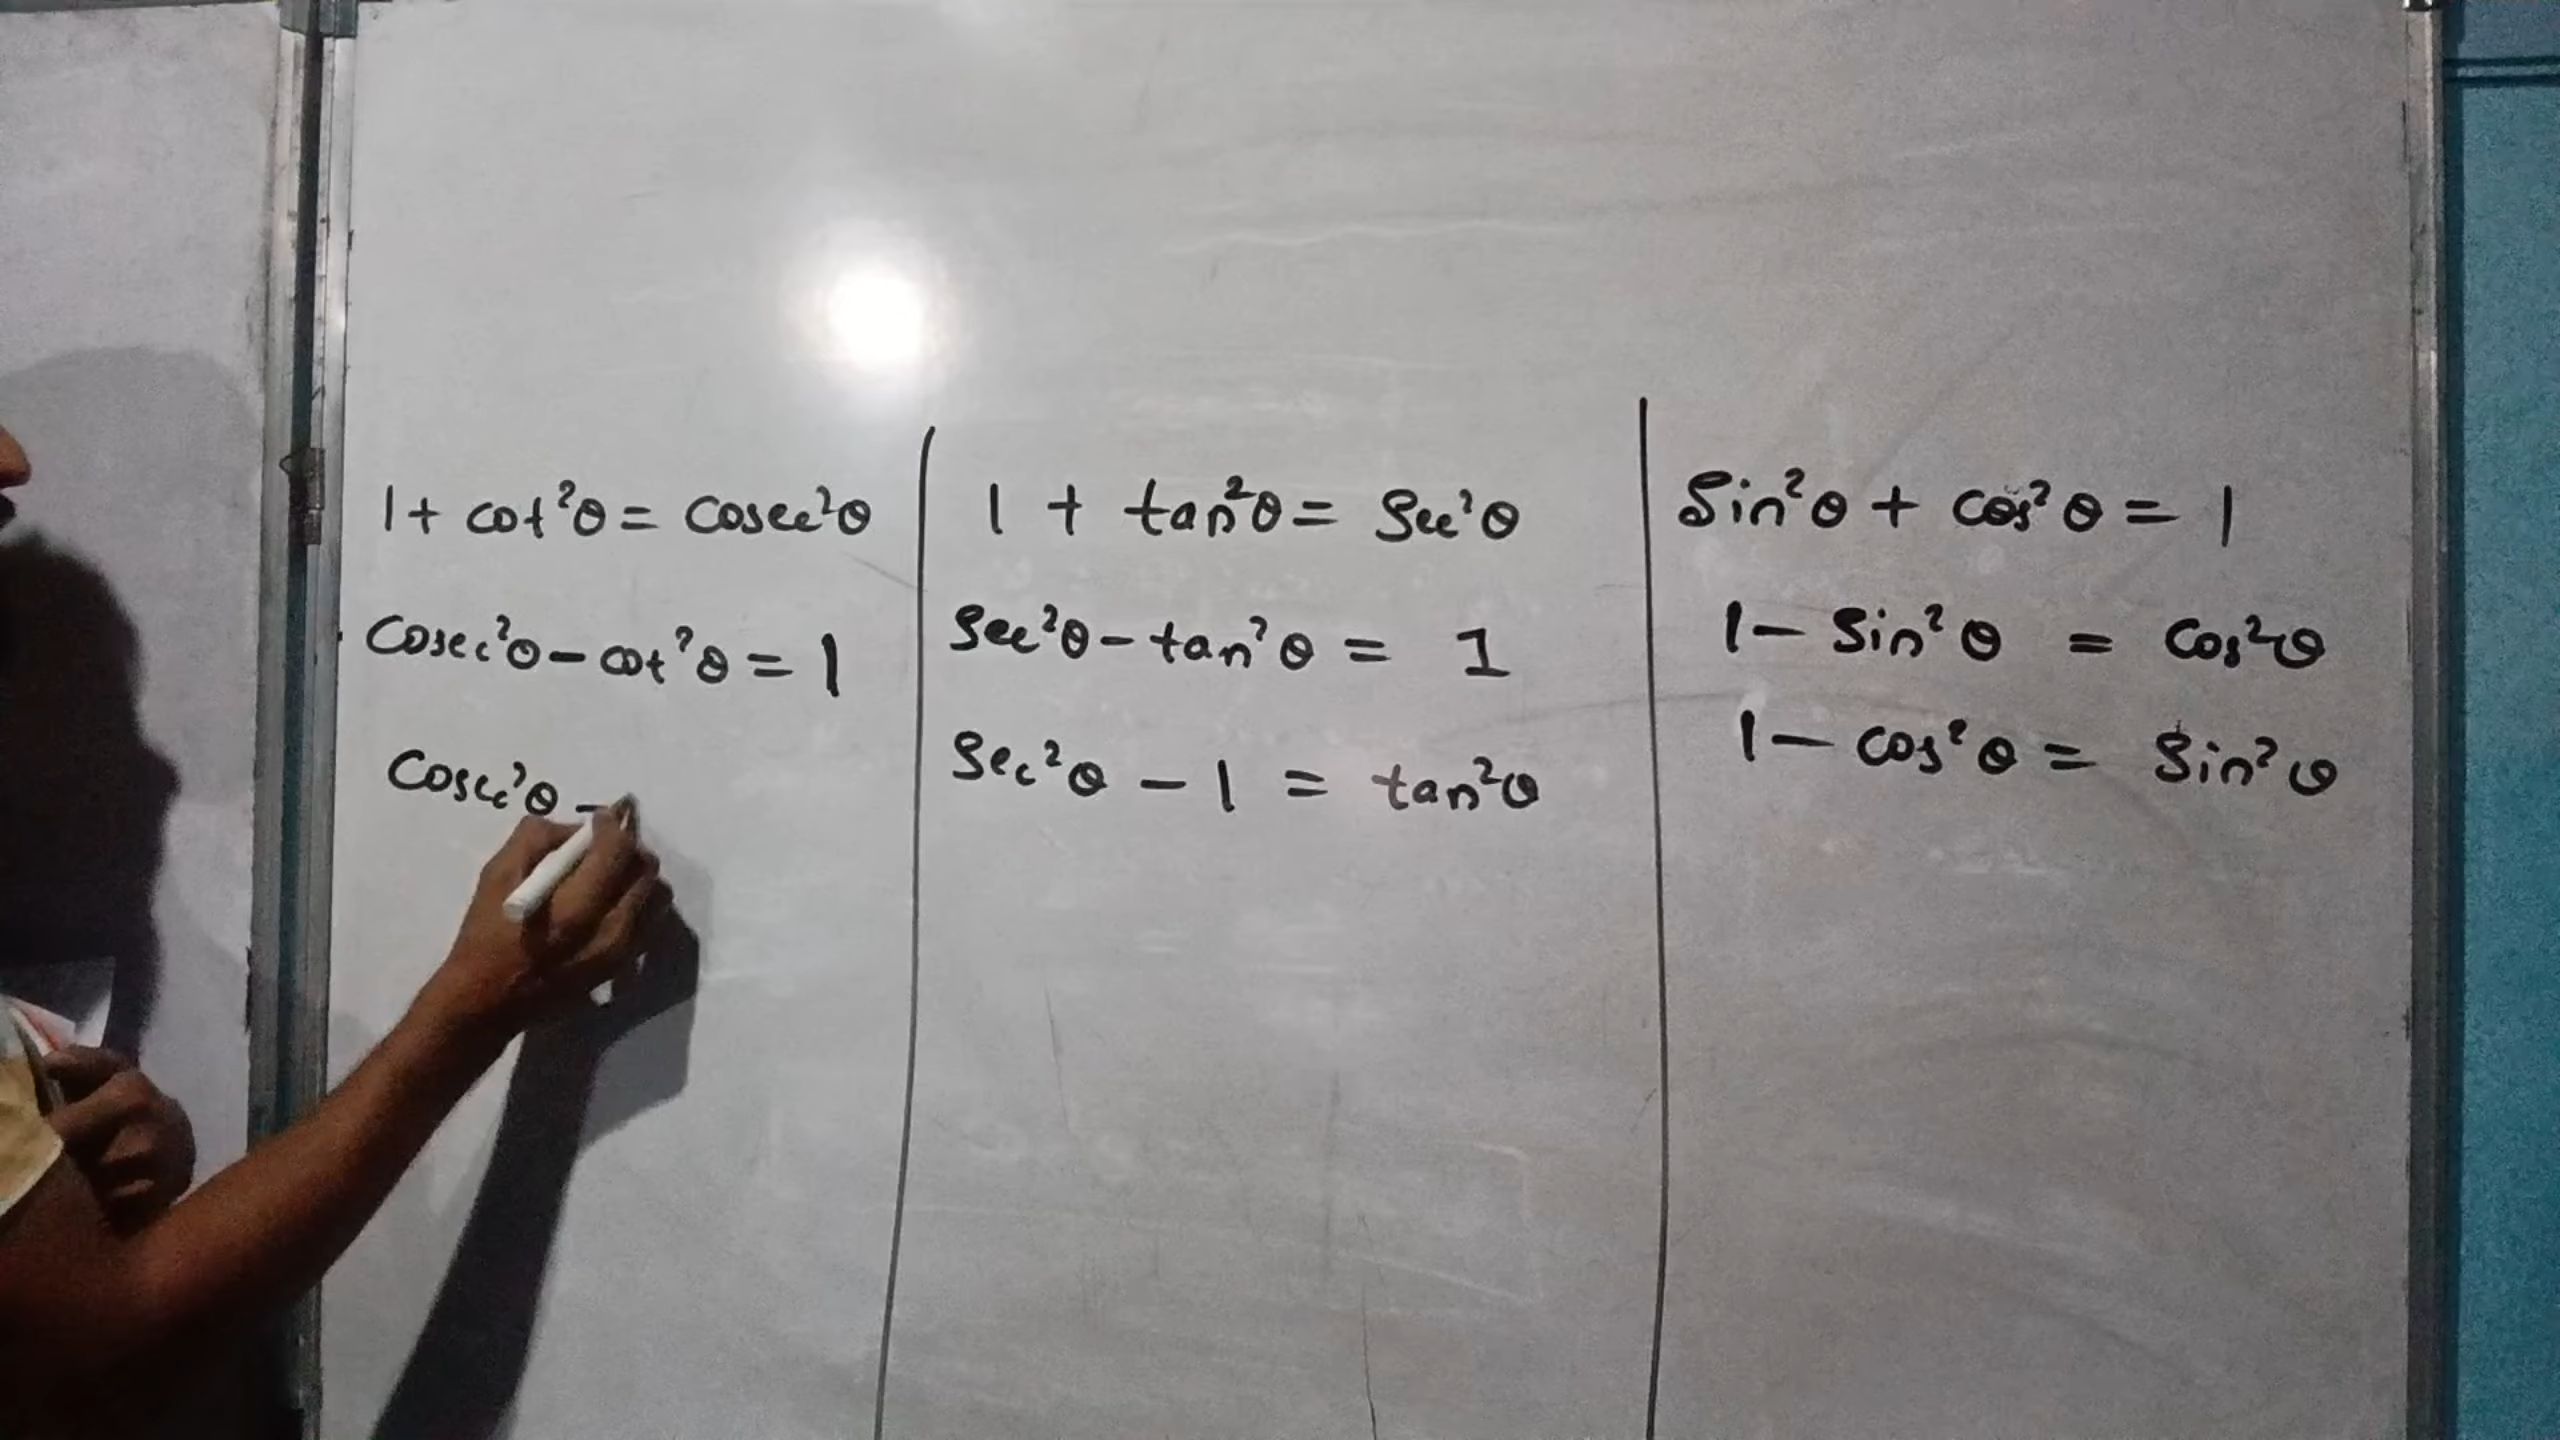 1 + cot²θ = cosec²θ
cosec²θ – cot²θ = 1
cosec²θ –
1 + tan²θ = sec²θ
sec²θ – tan²θ = 1
sec²θ – 1 = tan²θ
sin²θ + cos²θ = 1
1 – sin²θ = cos²θ
1 – cos²θ = sin²θ